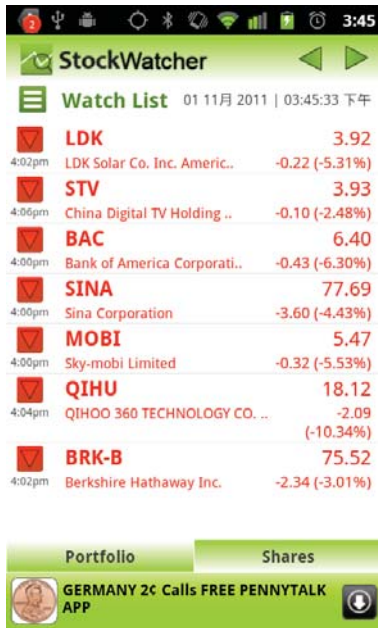 2
3:45
StockWatcher
Watch List 01 11月 2011 | 03:45:33 下午
LDK 3.92
4:02pm LDK Solar Co. Inc. Americ.. -0.22 (-5.31%)
STV 3.93
4:06pm China Digital TV Holding .. -0.10 (-2.48%)
BAC 6.40
4:00pm Bank of America Corporati.. -0.43 (-6.30%)
SINA 77.69
4:00pm Sina Corporation -3.60 (-4.43%)
MOBI 5.47
4:00pm Sky-mobi Limited -0.32 (-5.53%)
QIHU 18.12
4:04pm QIHOO 360 TECHNOLOGY CO. .. -2.09
(-10.34%)
BRK-B 75.52
4:02pm Berkshire Hathaway Inc. -2.34 (-3.01%)
Portfolio Shares
GERMANY 2¢ Calls FREE PENNYTALK
APP